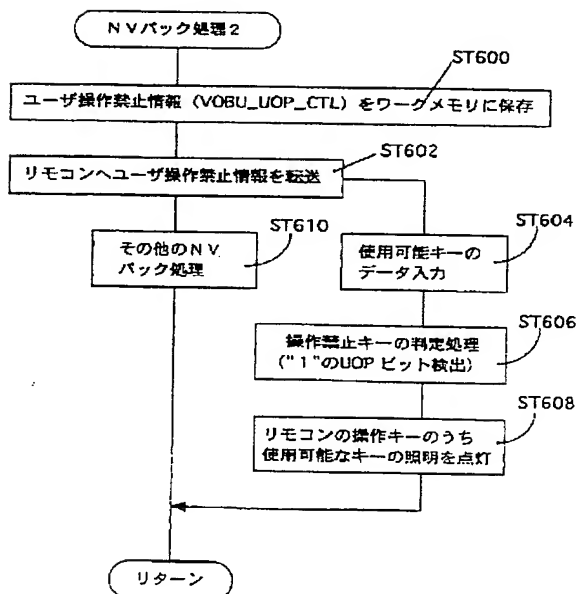 NVパック処理2
ST600
ユーザ操作禁止情報（VOBU_UOP_CTL）をワークメモリに保存
ST602
リモコンへユーザ操作禁止情報を転送
ST610
その他のNV
パック処理
ST604
使用可能キーの
データ入力
ST606
操作禁止キーの判定処理
("1"のUOPビット検出)
ST608
リモコンの操作キーのうち
使用可能なキーの照明を点灯
リターン